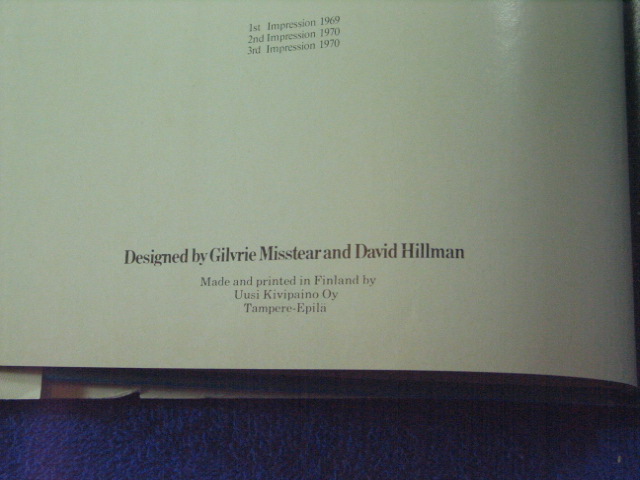 1st Impression 1969
2nd Impression 1970
3rd Impression 1970
Designed by Gilvrie Misstear and David Hillman
Made and printed in Finland by
Uusi Kivipaino Oy
Tampere-Epilä